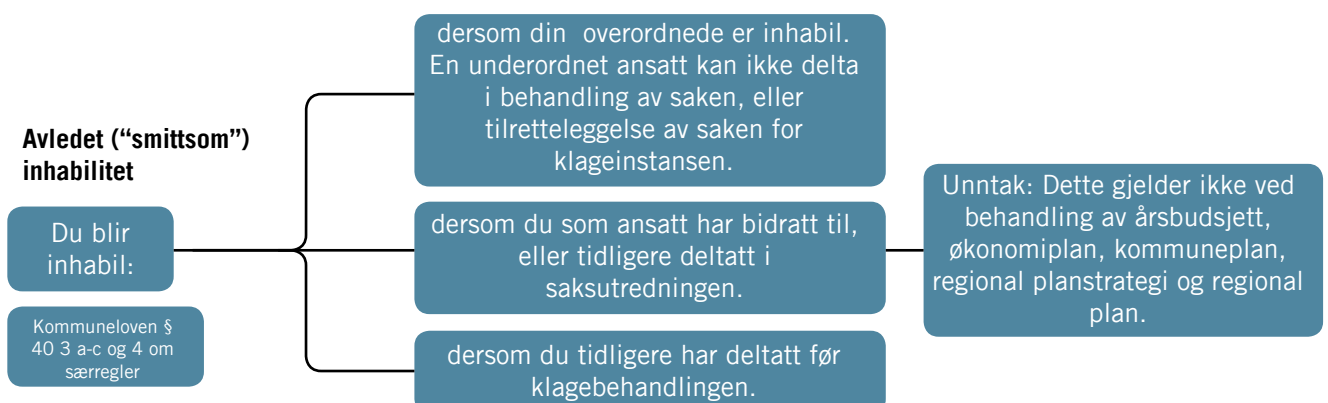 Avledet (“smittsom”)
inhabilitet
Du blir
inhabil:
Kommuneloven §
40 3 a-c og 4 om
særregler
dersom din overordnede er inhabil.
En underordnet ansatt kan ikke delta
i behandling av saken, eller
tilretteleggelse av saken for
klageinstansen.
dersom du som ansatt har bidratt til,
eller tidligere deltatt i
saksutredningen.
dersom du tidligere har deltatt før
klagebehandlingen.
Unntak: Dette gjelder ikke ved
behandling av årsbudsjett,
økonomiplan, kommuneplan,
regional planstrategi og regional
plan.